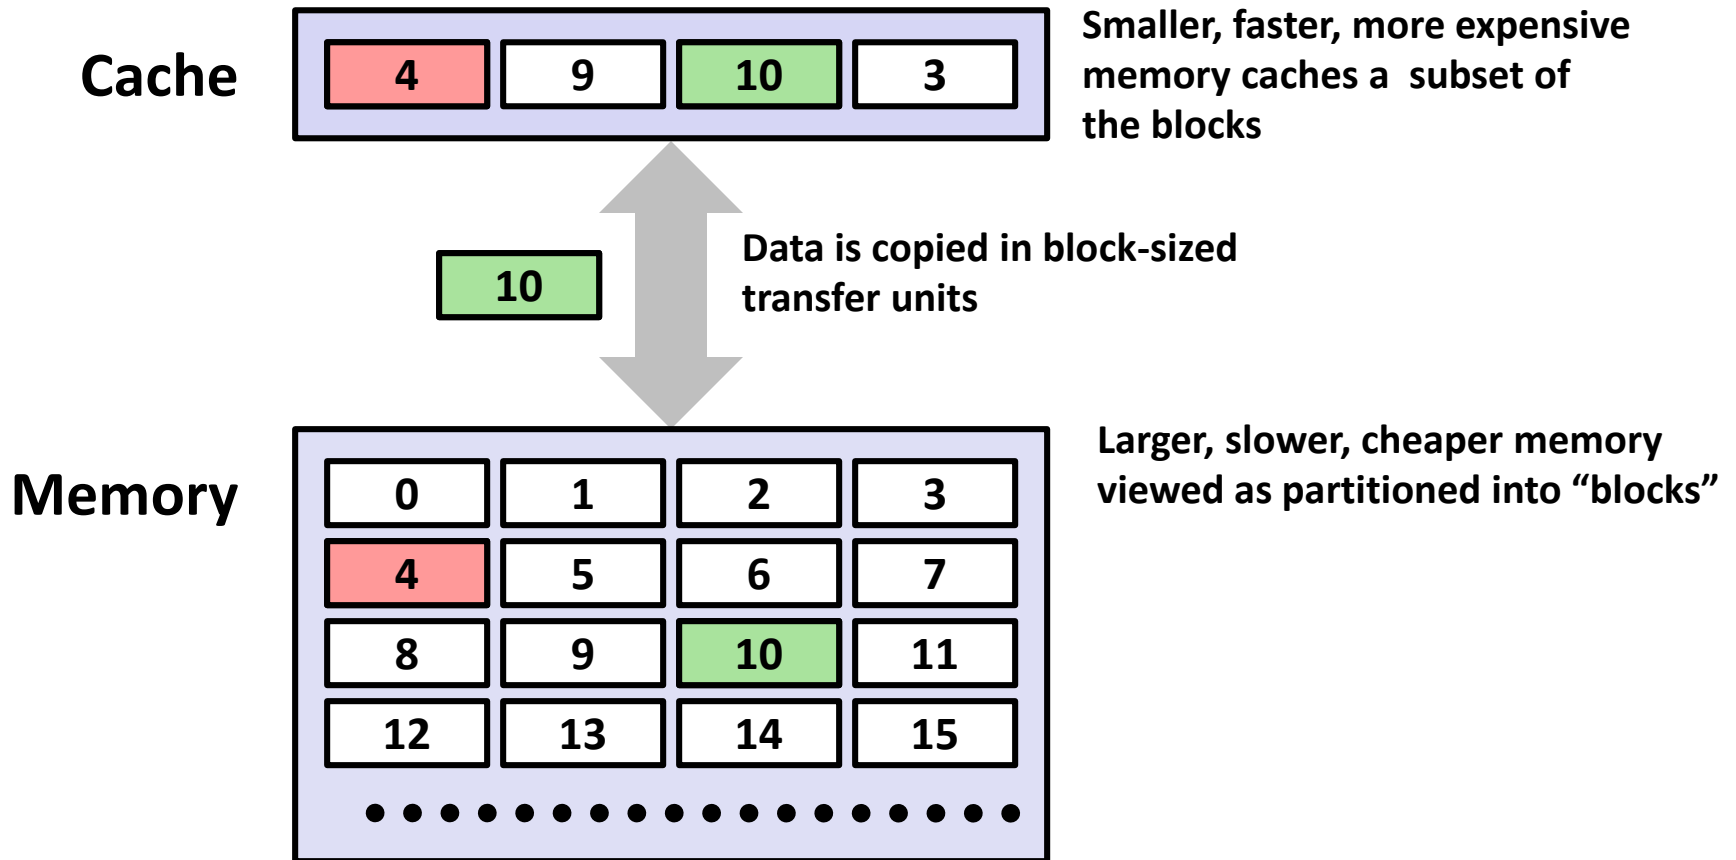 Cache
4 9 10 3
Smaller, faster, more expensive
memory caches a  subset of
the blocks
10
Data is copied in block-sized
transfer units
Memory
Larger, slower, cheaper memory
viewed as partitioned into “blocks”
0 1 2 3
4 5 6 7
8 9 10 11
12 13 14 15